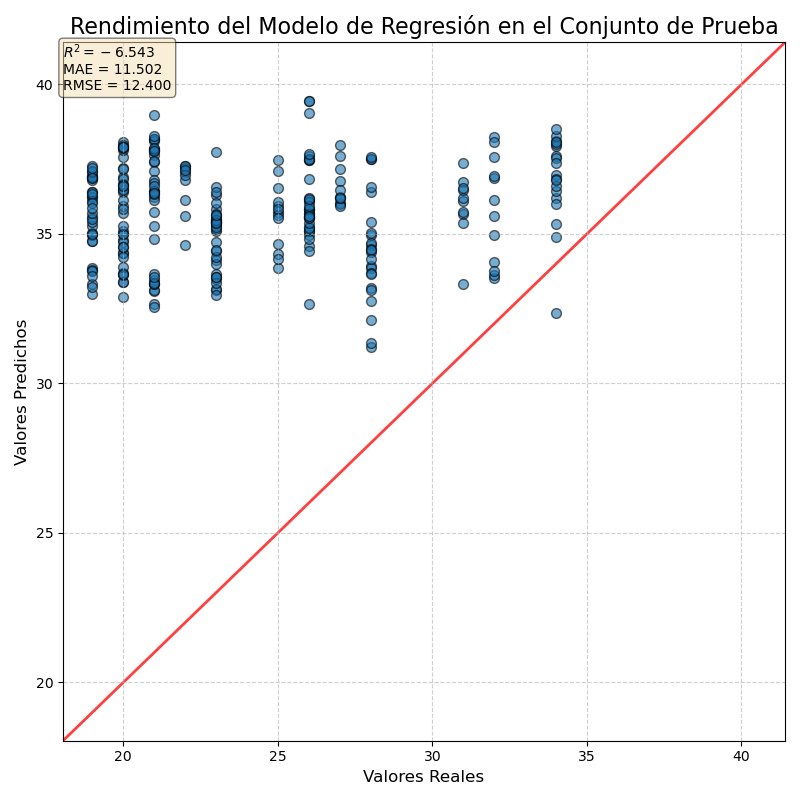 Rendimiento del Modelo de Regresión en el Conjunto de Prueba
R² = −6.543
MAE = 11.502
RMSE = 12.400
Valores Predichos
40
35
30
25
20
20 25 30 35 40
Valores Reales